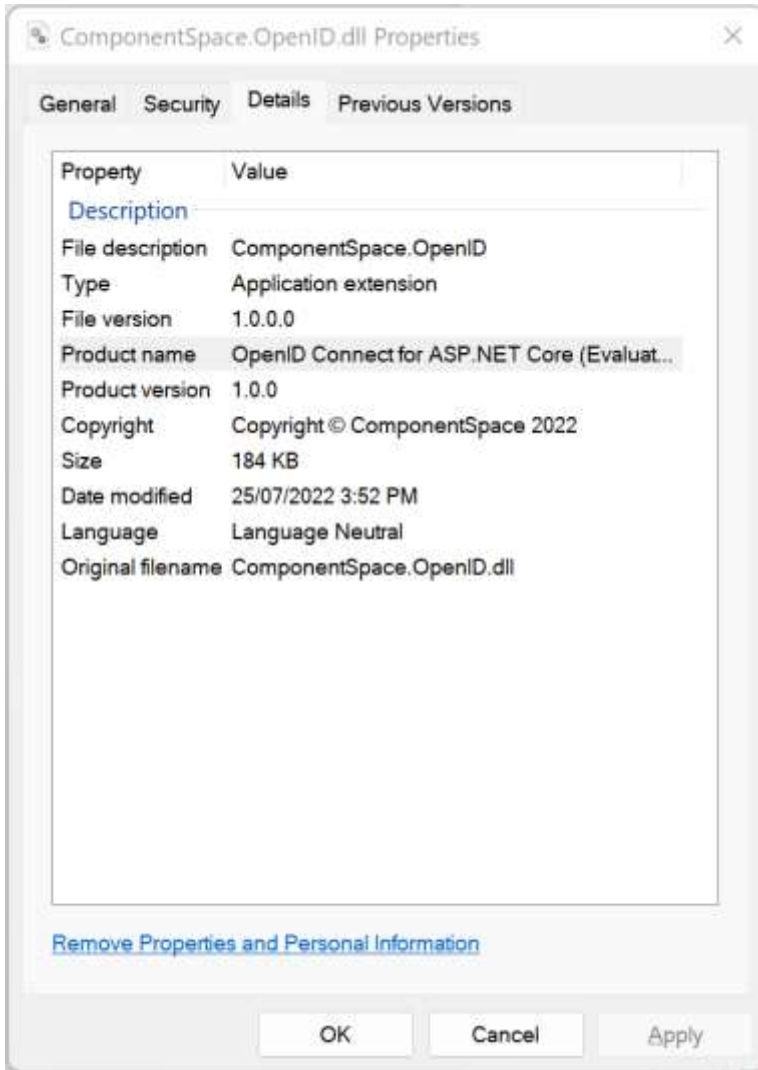 ComponentSpace.OpenID.dll Properties
General Security Details Previous Versions
Property Value
Description
File description ComponentSpace.OpenID
Type Application extension
File version 1.0.0.0
Product name OpenID Connect for ASP.NET Core (Evaluat...
Product version 1.0.0
Copyright Copyright © ComponentSpace 2022
Size 184 KB
Date modified 25/07/2022 3:52 PM
Language Language Neutral
Original filename ComponentSpace.OpenID.dll
Remove Properties and Personal Information
OK Cancel Apply